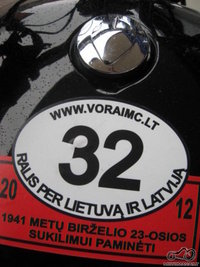 WWW.VORAIMC.LT
32
RALIS PER LIETUVĄ IR LATVIJĄ
20 12
1941 METŲ BIRŽELIO 23-OSIOS
SUKILIMUI PAMINĖTI